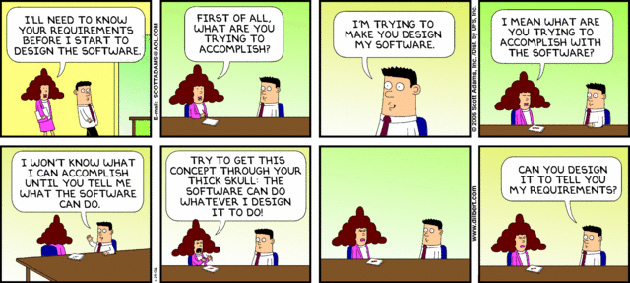 I'LL NEED TO KNOW
YOUR REQUIREMENTS
BEFORE I START TO
DESIGN THE SOFTWARE.
E-mail: SCOTTADAMS@AOL.COM
FIRST OF ALL,
WHAT ARE YOU
TRYING TO
ACCOMPLISH?
I'M TRYING TO
MAKE YOU DESIGN
MY SOFTWARE.
© 2006 Scott Adams, Inc. /Dist. by UFS, Inc.
I MEAN WHAT ARE
YOU TRYING TO
ACCOMPLISH WITH
THE SOFTWARE?
I WON'T KNOW WHAT
I CAN ACCOMPLISH
UNTIL YOU TELL ME
WHAT THE SOFTWARE
CAN DO.
TRY TO GET THIS
CONCEPT THROUGH YOUR
THICK SKULL: THE
SOFTWARE CAN DO
WHATEVER I DESIGN
IT TO DO!
www.dilbert.com
CAN YOU DESIGN
IT TO TELL YOU
MY REQUIREMENTS?